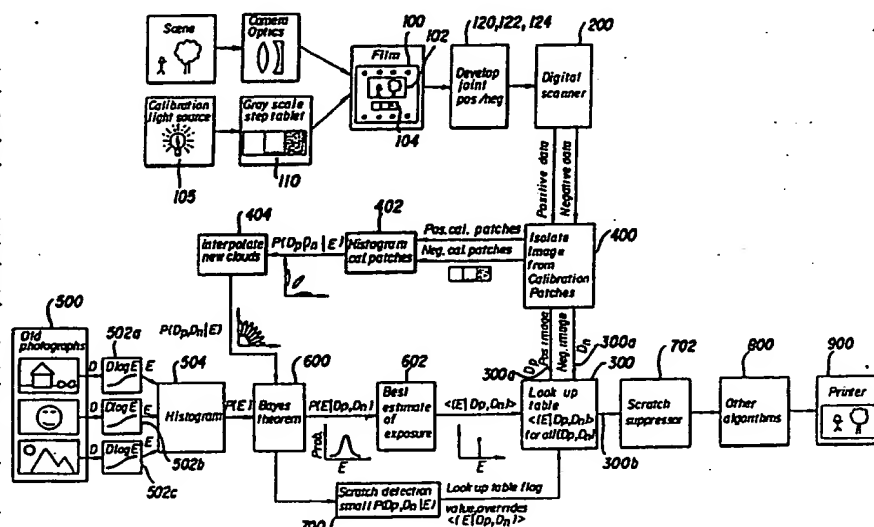 Scene
Camera
Optics
Film
100
102
104
120,122, 124
Develop
joint
pos/neg
200
Digital
scanner
Calibration
light source
105
Gray scale
step tablet
110
Positive data
Negative data
404
Interpolate
new clouds
P(Dp,Dn|E)
402
Histogram
cal patches
Pos. cal. patches
Neg. cal. patches
400
Isolate
Image
from
Calibration
Patches
P(Dp,Dn|E)
Dp
Pos image
Neg. image
Dn
300a
300a
500
Old
photographs
D
D
D
502a
DlogE
DlogE
DlogE
E
E
E
502b
502c
504
Histogram
P(E)
600
Bayes
theorem
P(E|Dp,Dn)
Prob.
E
602
Best
estimate
of
exposure
<(E|Dp,Dn)>
E
300
Look up
table
<(E|Dp,Dn)>
for all(Dp,Dn)
300b
702
Scratch
suppressor
800
Other
algorithms
900
Printer
Scratch detection
small P(Dp,Dn|E)
700
Look up table flag
value, overrides
<(E|Dp,Dn)>